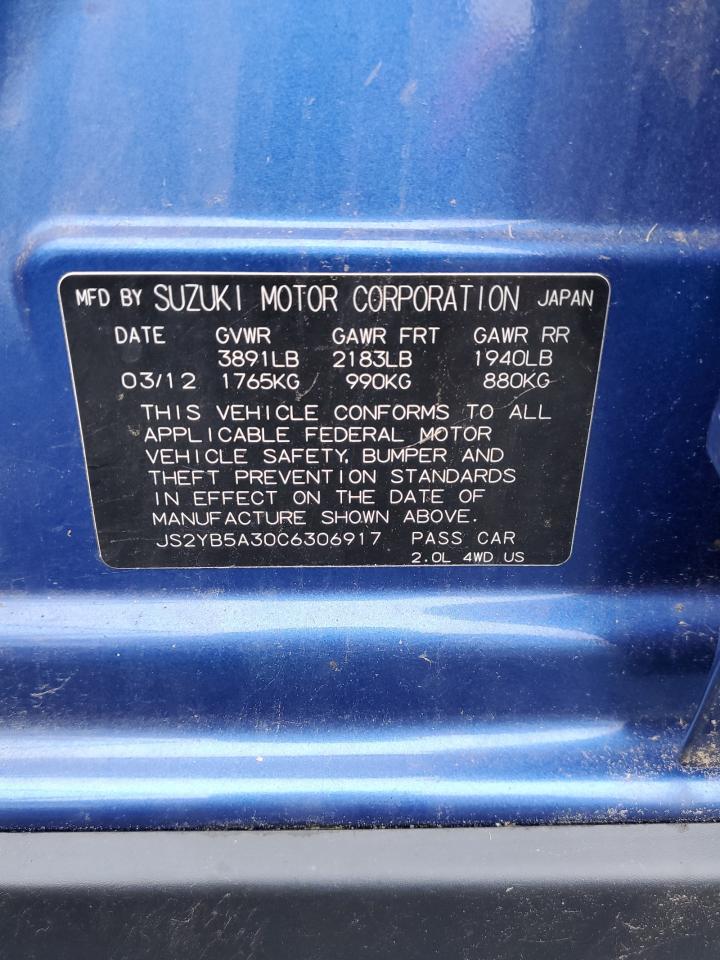 MFD BY SUZUKI MOTOR CORPORATION JAPAN
DATE GVWR GAWR FRT GAWR RR
3891LB 2183LB 1940LB
03/12 1765KG 990KG 880KG
THIS VEHICLE CONFORMS TO ALL
APPLICABLE FEDERAL MOTOR
VEHICLE SAFETY, BUMPER AND
THEFT PREVENTION STANDARDS
IN EFFECT ON THE DATE OF
MANUFACTURE SHOWN ABOVE.
JS2YB5A30C6306917 PASS CAR
2.0L 4WD US